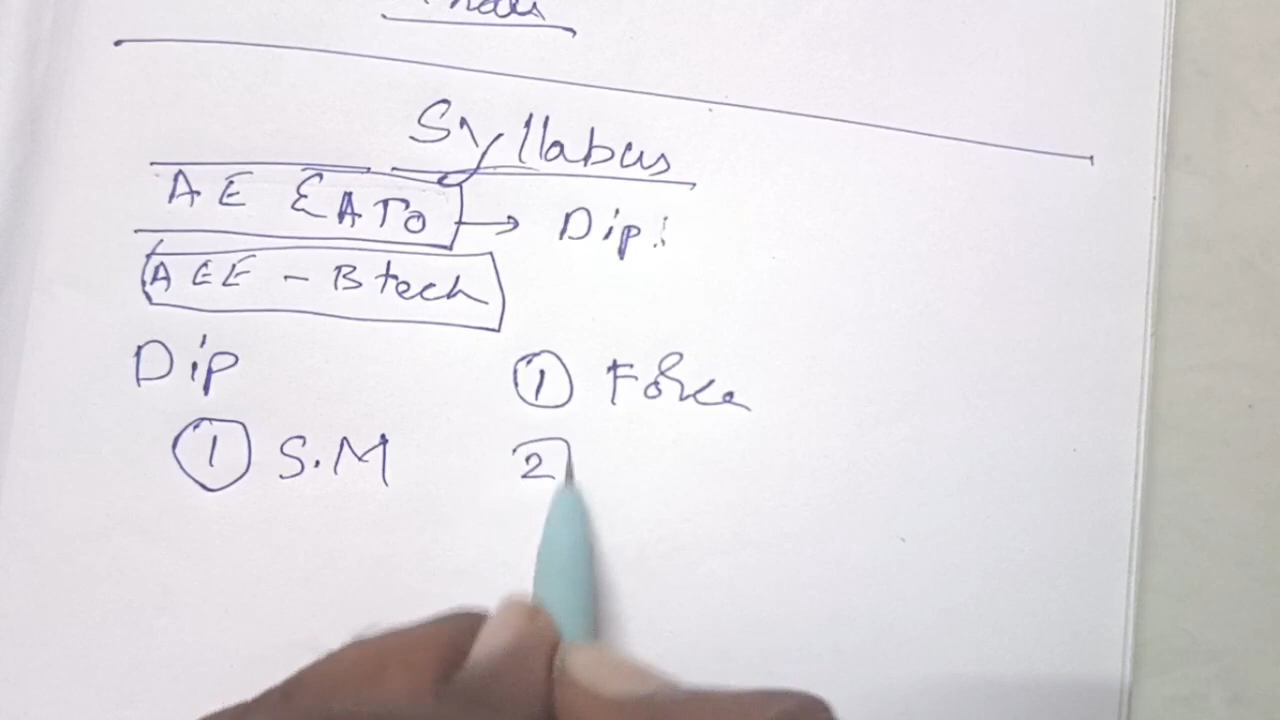 Syllabus
AE & ATO → Dip:
AEE - Btech
Dip
① Force
① S.M
2